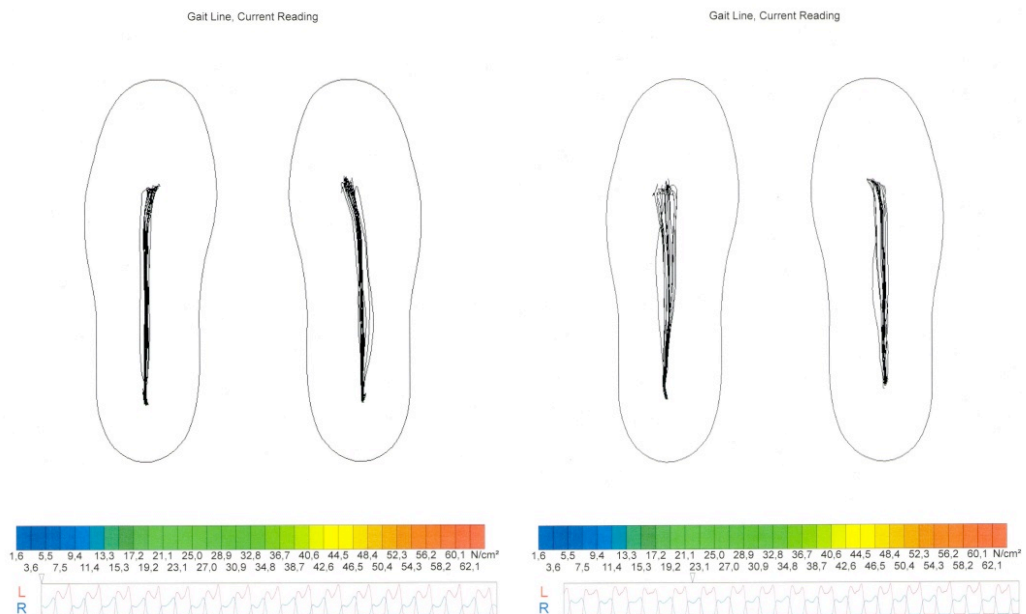 Gait Line, Current Reading
1,6 5,5 9,4 13,3 17,2 21,1 25,0 28,9 32,8 36,7 40,6 44,5 48,4 52,3 56,2 60,1 N/cm²
3,6 7,5 11,4 15,3 19,2 23,1 27,0 30,9 34,8 38,7 42,6 46,5 50,4 54,3 58,2 62,1
L
R
Gait Line, Current Reading
1,6 5,5 9,4 13,3 17,2 21,1 25,0 28,9 32,8 36,7 40,6 44,5 48,4 52,3 56,2 60,1 N/cm²
3,6 7,5 11,4 15,3 19,2 23,1 27,0 30,9 34,8 38,7 42,6 46,5 50,4 54,3 58,2 62,1
L
R